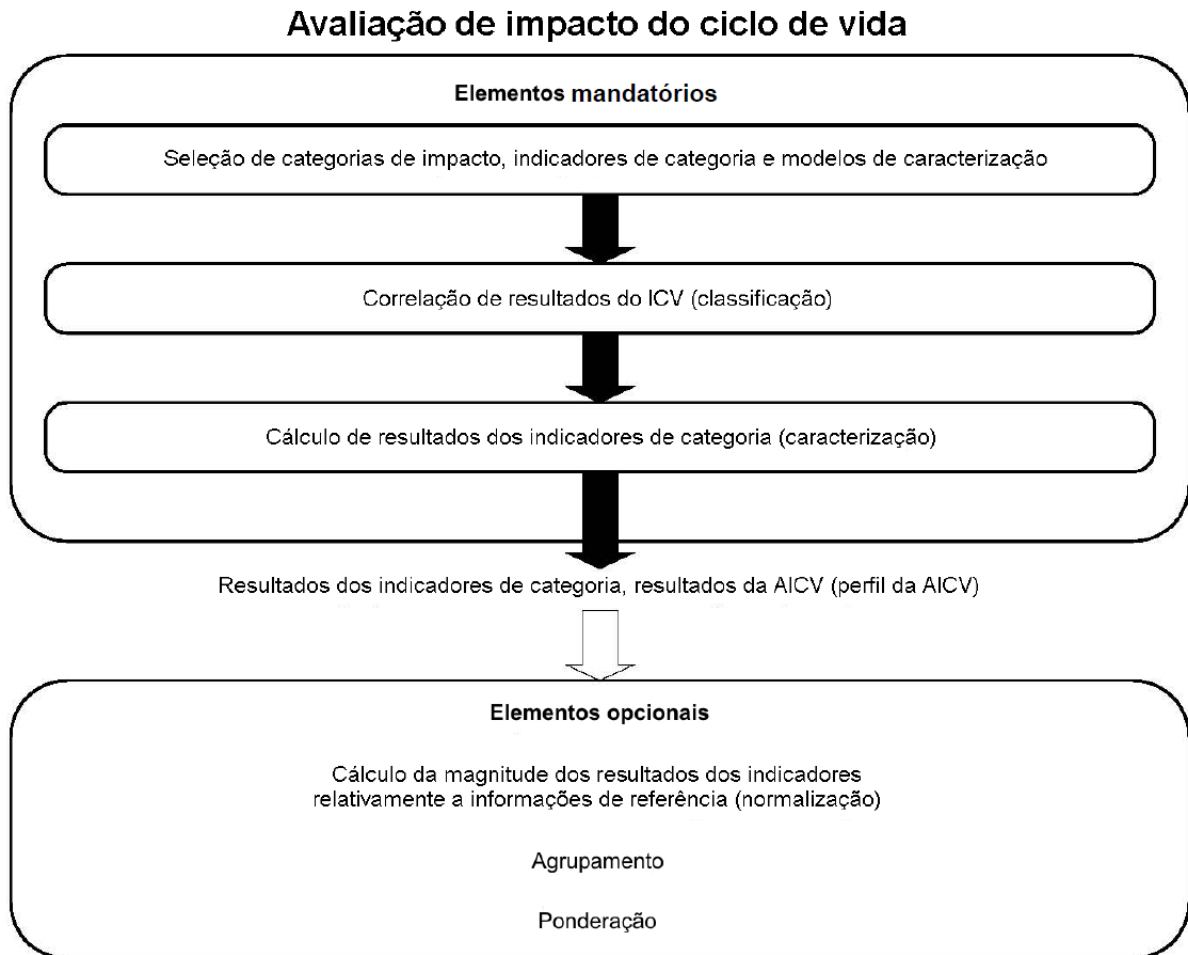 Avaliação de impacto do ciclo de vida
Elementos mandatórios
Seleção de categorias de impacto, indicadores de categoria e modelos de caracterização
Correlação de resultados do ICV (classificação)
Cálculo de resultados dos indicadores de categoria (caracterização)
Resultados dos indicadores de categoria, resultados da AICV (perfil da AICV)
Elementos opcionais
Cálculo da magnitude dos resultados dos indicadores
relativamente a informações de referência (normalização)
Agrupamento
Ponderação